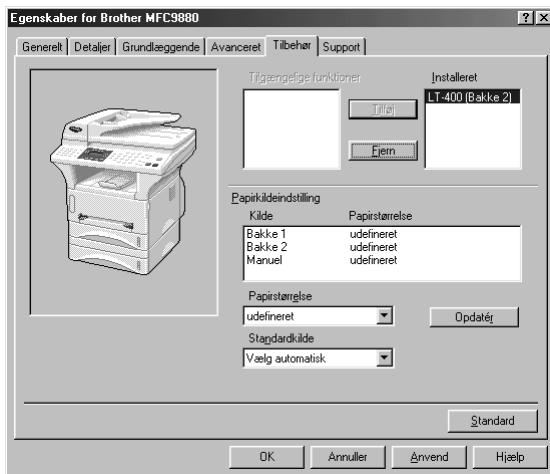 Egenskaber for Brother MFC9880
Generelt Detaljer Grundlæggende Avanceret Tilbehør Support
Tilgængelige funktioner
Installeret
LT-400 (Bakke 2)
Tilføj
Fjern
Papirkildeindstilling
Kilde Papirstørrelse
Bakke 1 udefineret
Bakke 2 udefineret
Manuel udefineret
Papirstørrelse
udefineret
Opdatér
Standardkilde
Vælg automatisk
Standard
OK Annuller Anvend Hjælp